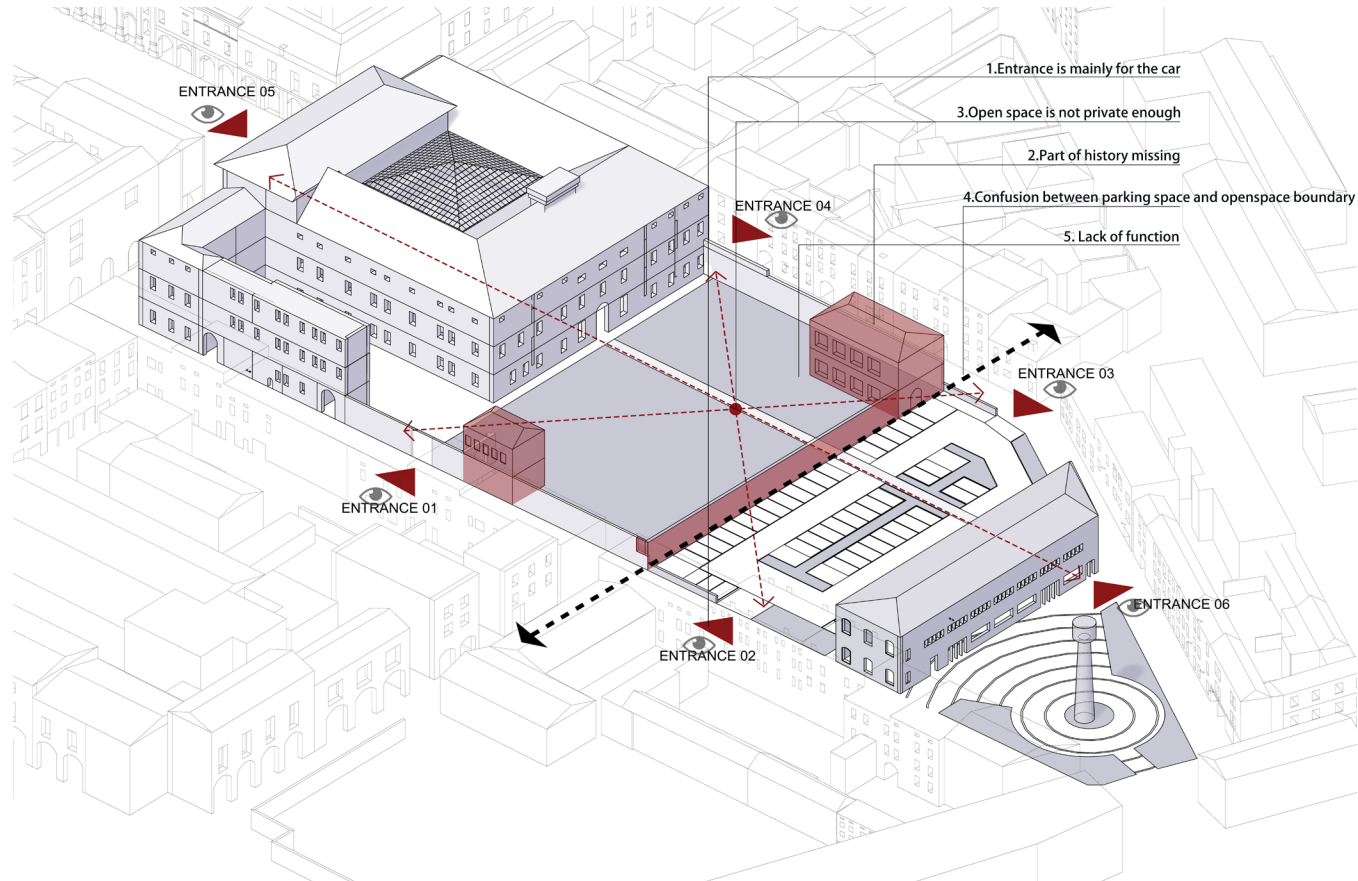 1.Entrance is mainly for the car
ENTRANCE 05
3.Open space is not private enough
2.Part of history missing
4.Confusion between parking space and openspace boundary
ENTRANCE 04
5. Lack of function
ENTRANCE 03
ENTRANCE 01
ENTRANCE 06
ENTRANCE 02